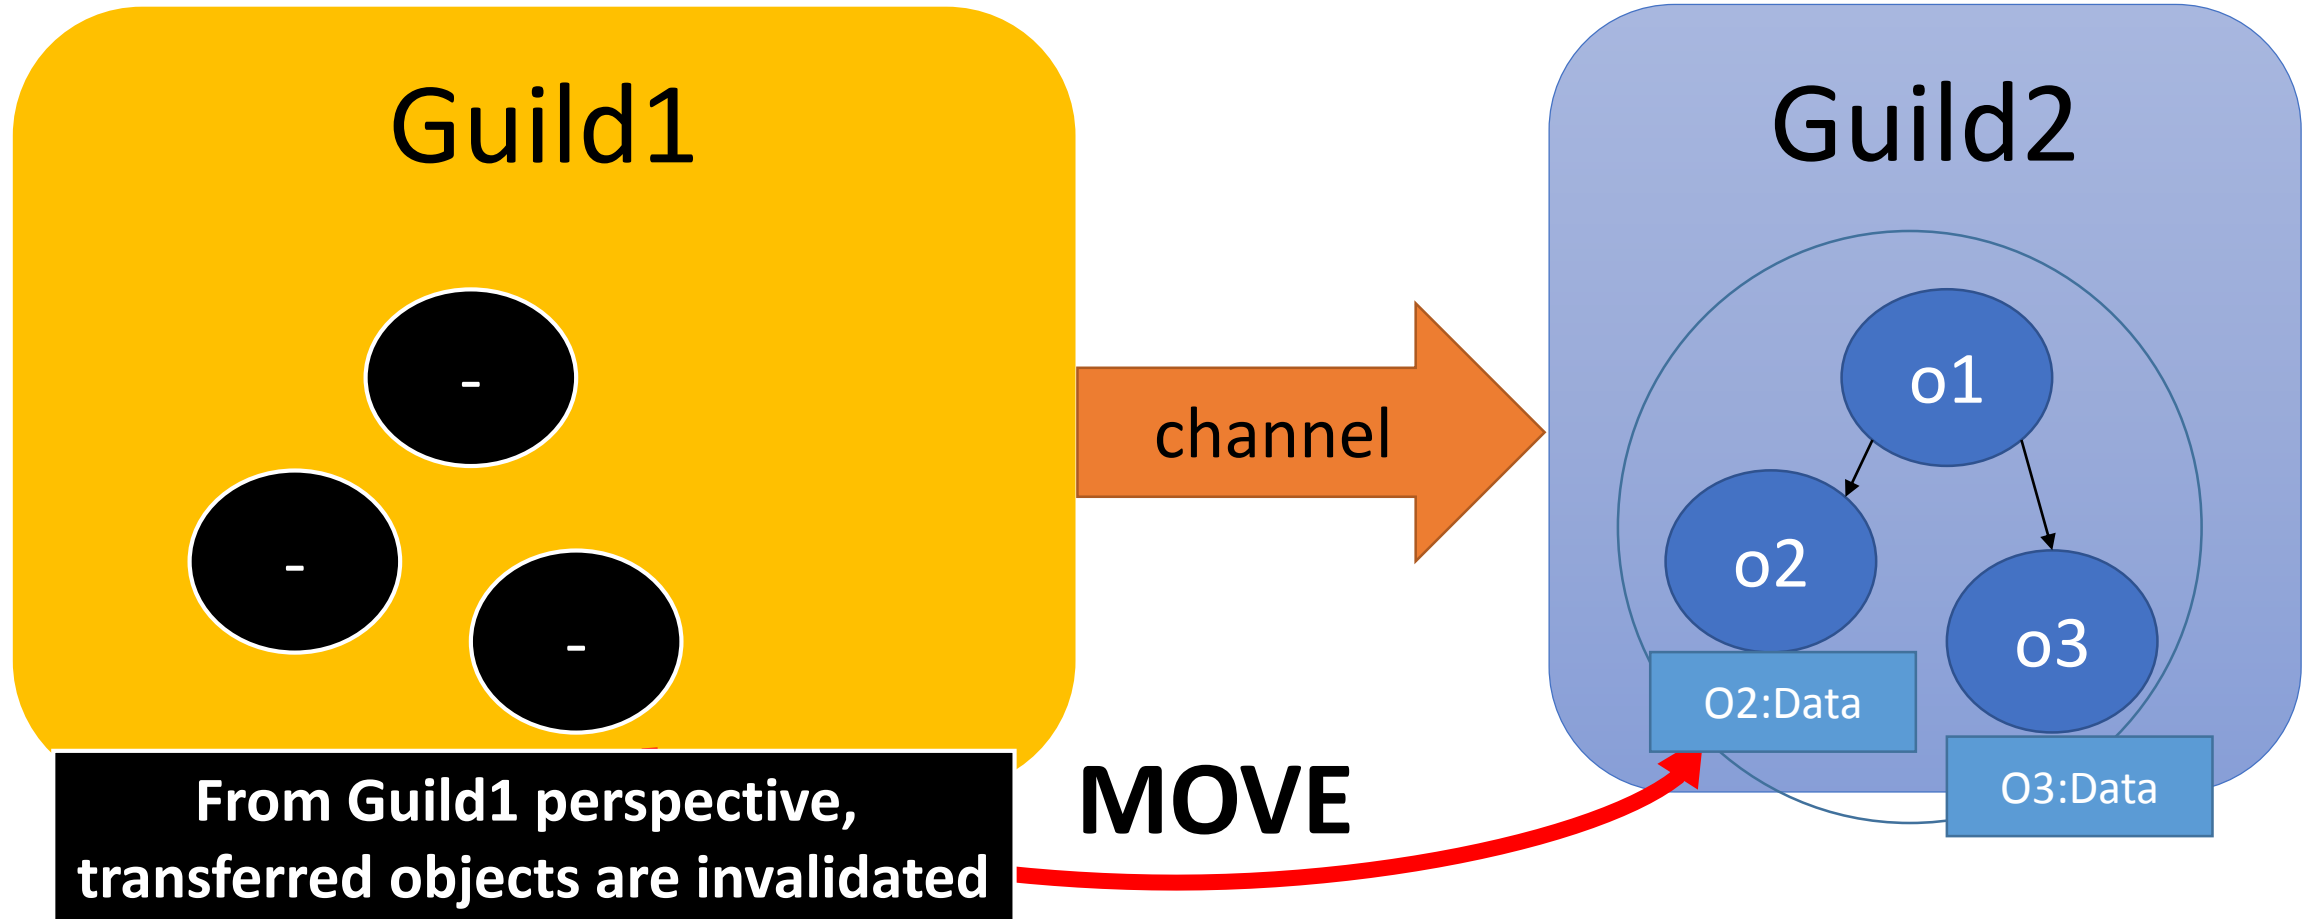 Guild1
Guild2
-
-
-
channel
o1
o2
o3
O2:Data
O3:Data
MOVE
From Guild1 perspective,
transferred objects are invalidated